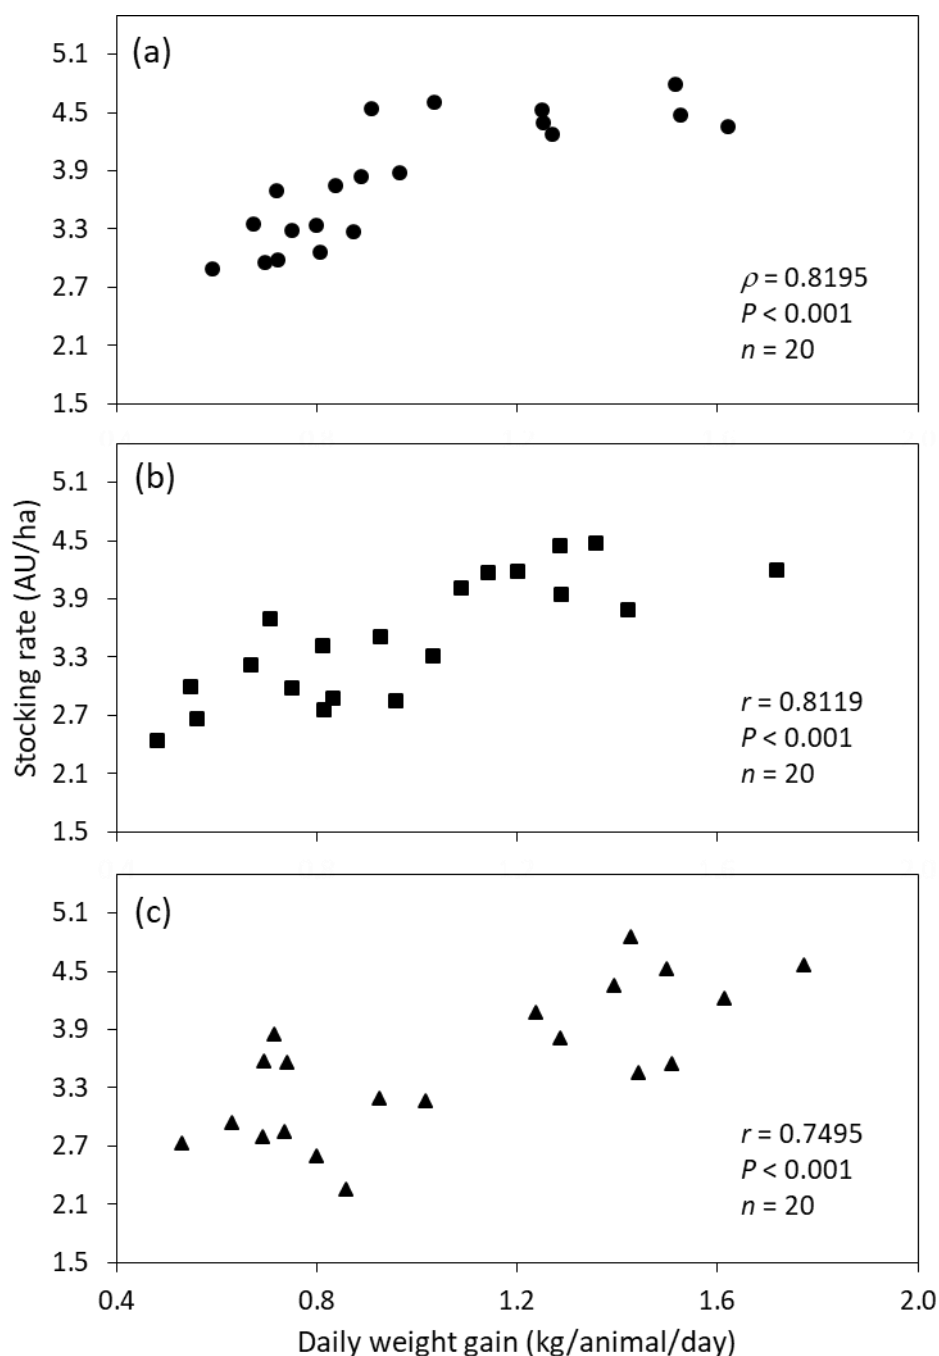 (a)
5.1
4.5
3.9
3.3
2.7
2.1
1.5
ρ = 0.8195
P < 0.001
n = 20
Stocking rate (AU/ha)
(b)
5.1
4.5
3.9
3.3
2.7
2.1
1.5
r = 0.8119
P < 0.001
n = 20
(c)
5.1
4.5
3.9
3.3
2.7
2.1
1.5
r = 0.7495
P < 0.001
n = 20
0.4 0.8 1.2 1.6 2.0
Daily weight gain (kg/animal/day)